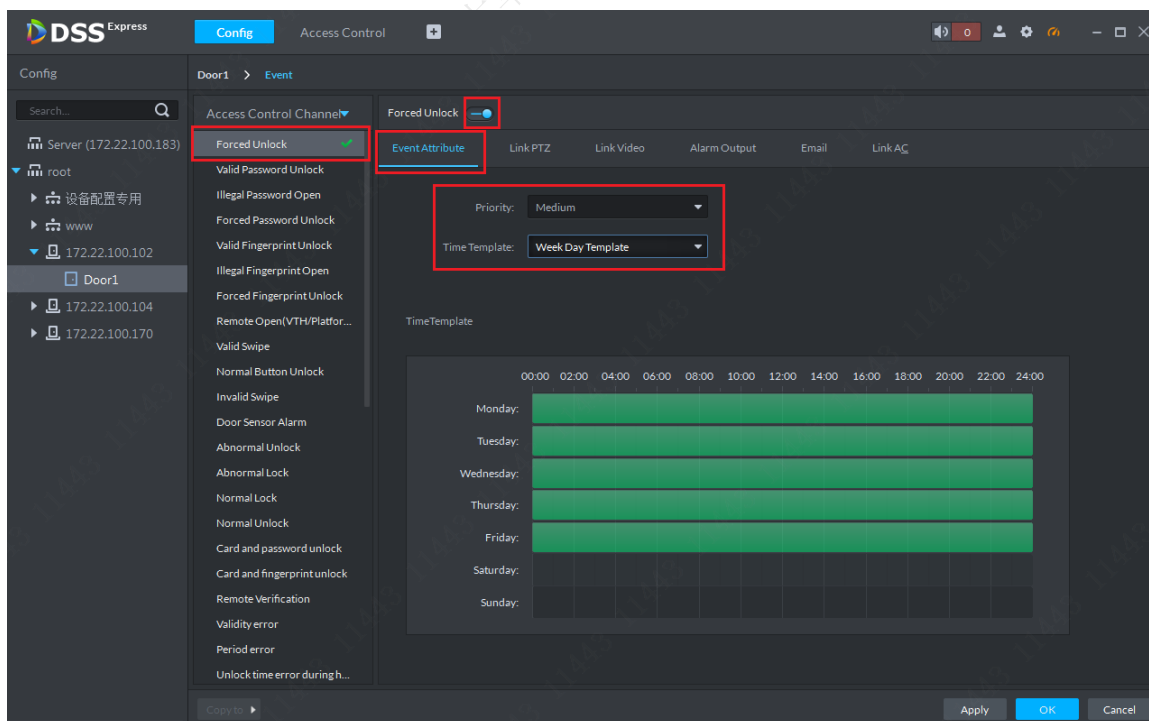 DSS Express Config Access Control 0
Config
Door1 > Event
Search...
Access Control Channel
Forced Unlock
Server (172.22.100.183)
Forced Unlock
Event Attribute Link PTZ Link Video Alarm Output Email Link AC
root
Valid Password Unlock
设备配置专用
Illegal Password Open
Priority: Medium
www
Forced Password Unlock
172.22.100.102
Valid Fingerprint Unlock
Time Template: Week Day Template
Door1
Illegal Fingerprint Open
172.22.100.104
Forced Fingerprint Unlock
Remote Open(VTH/Platfor...
TimeTemplate
172.22.100.170
Valid Swipe
Normal Button Unlock
00:00 02:00 04:00 06:00 08:00 10:00 12:00 14:00 16:00 18:00 20:00 22:00 24:00
Invalid Swipe
Monday:
Door Sensor Alarm
Tuesday:
Abnormal Unlock
Abnormal Lock
Wednesday:
Normal Lock
Thursday:
Normal Unlock
Friday:
Card and password unlock
Card and fingerprint unlock
Saturday:
Remote Verification
Sunday:
Validity error
Period error
Unlock time error during h...
Copy to
Apply OK Cancel